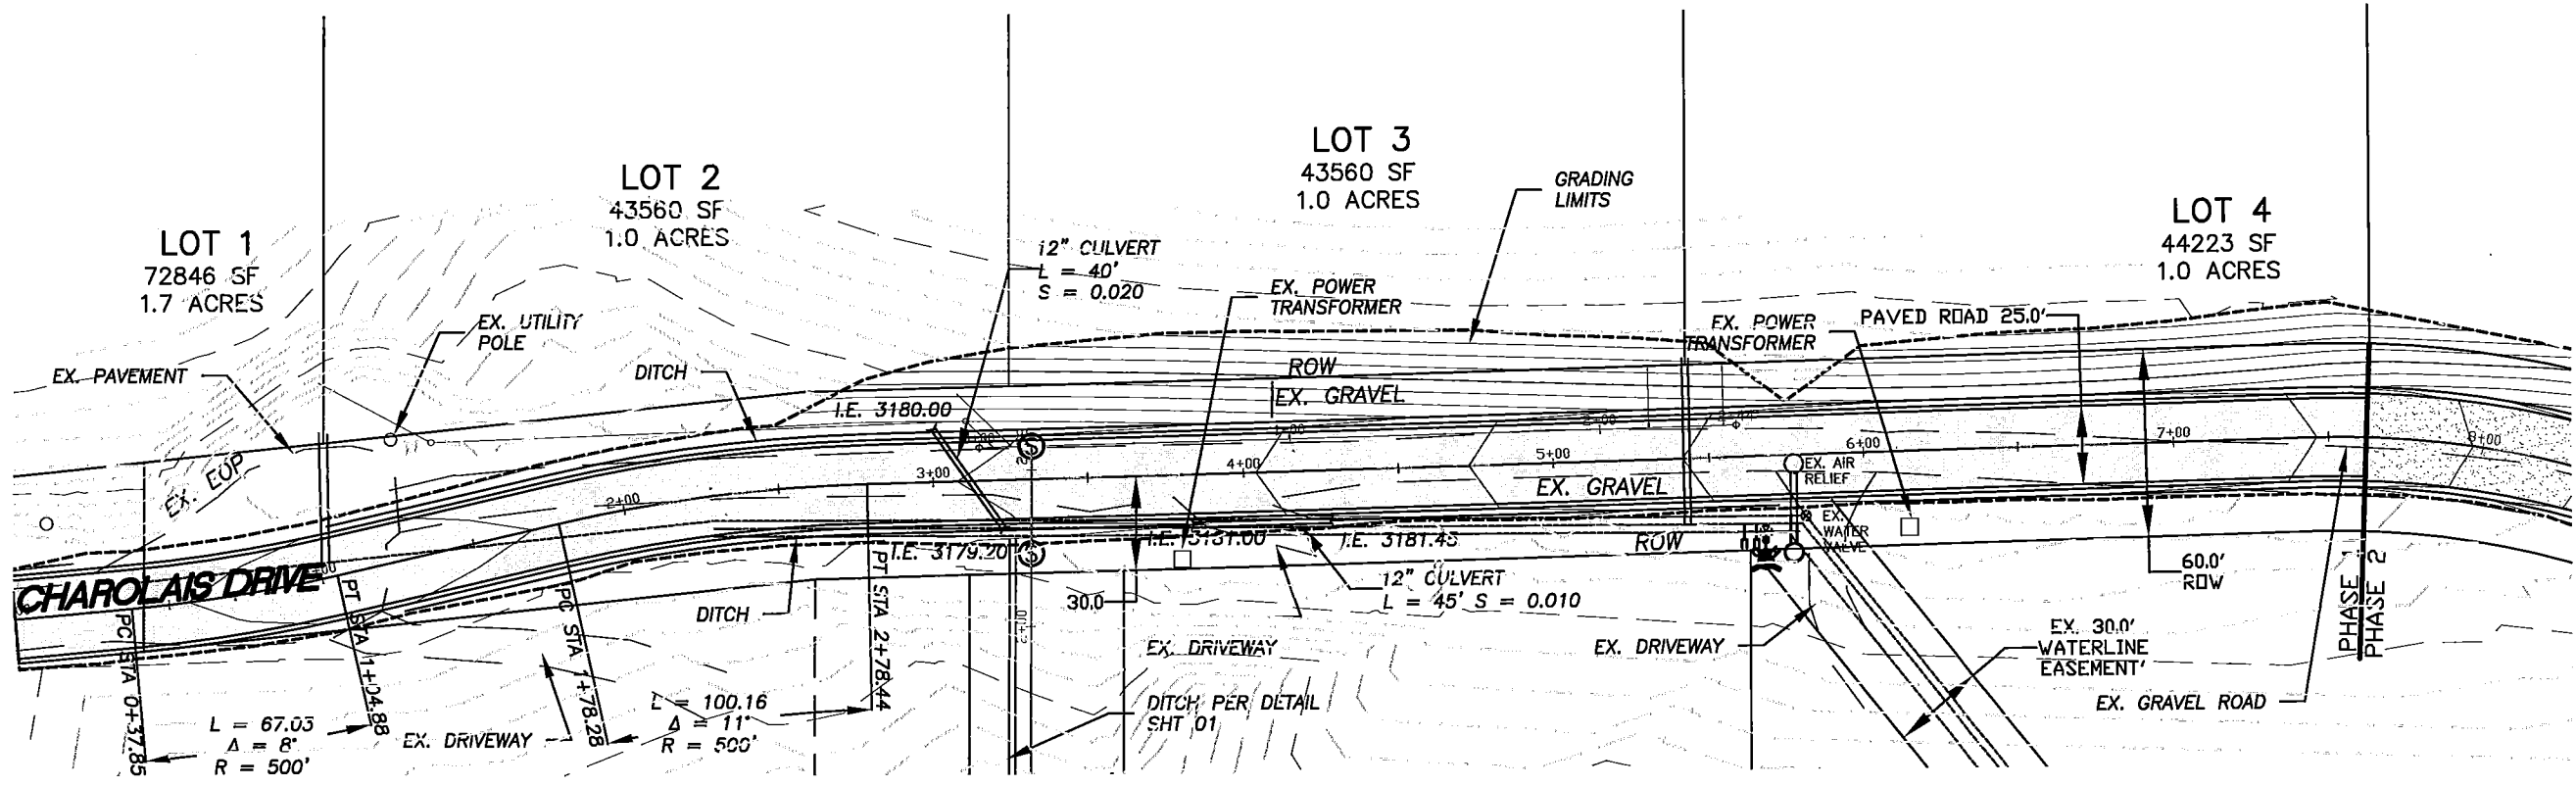 LOT 1
72846 SF
1.7 ACRES
LOT 2
43560 SF
1.0 ACRES
LOT 3
43560 SF
1.0 ACRES
LOT 4
44223 SF
1.0 ACRES
GRADING
LIMITS
12" CULVERT
L = 40'
S = 0.020
EX. POWER
TRANSFORMER
EX. UTILITY
POLE
EX. PAVEMENT
DITCH
EX. POWER
TRANSFORMER
PAVED ROAD 25.0'
ROW
EX. GRAVEL
I.E. 3180.00
EX. EOP
2+00
3+00
4+00
5+00
6+00
7+00
8+00
EX. GRAVEL
EX. AIR
RELIEF
EX.
WATER
VALVE
CHAROLAIS DRIVE
I.E. 3179.20
I.E. 3181.00
I.E. 3181.45
ROW
12" CULVERT
L = 45' S = 0.010
30.0
60.0'
ROW
PHASE 1
PHASE 2
DITCH
PC STA 0+37.85
PT STA 1+04.88
PC STA 1+78.28
PT STA 2+78.44
L = 67.03
Δ = 8°
R = 500'
EX. DRIVEWAY
L = 100.16
Δ = 11°
R = 500'
EX. DRIVEWAY
DITCH PER DETAIL
SHT 01
EX. DRIVEWAY
EX. 30.0'
WATERLINE
EASEMENT
EX. GRAVEL ROAD